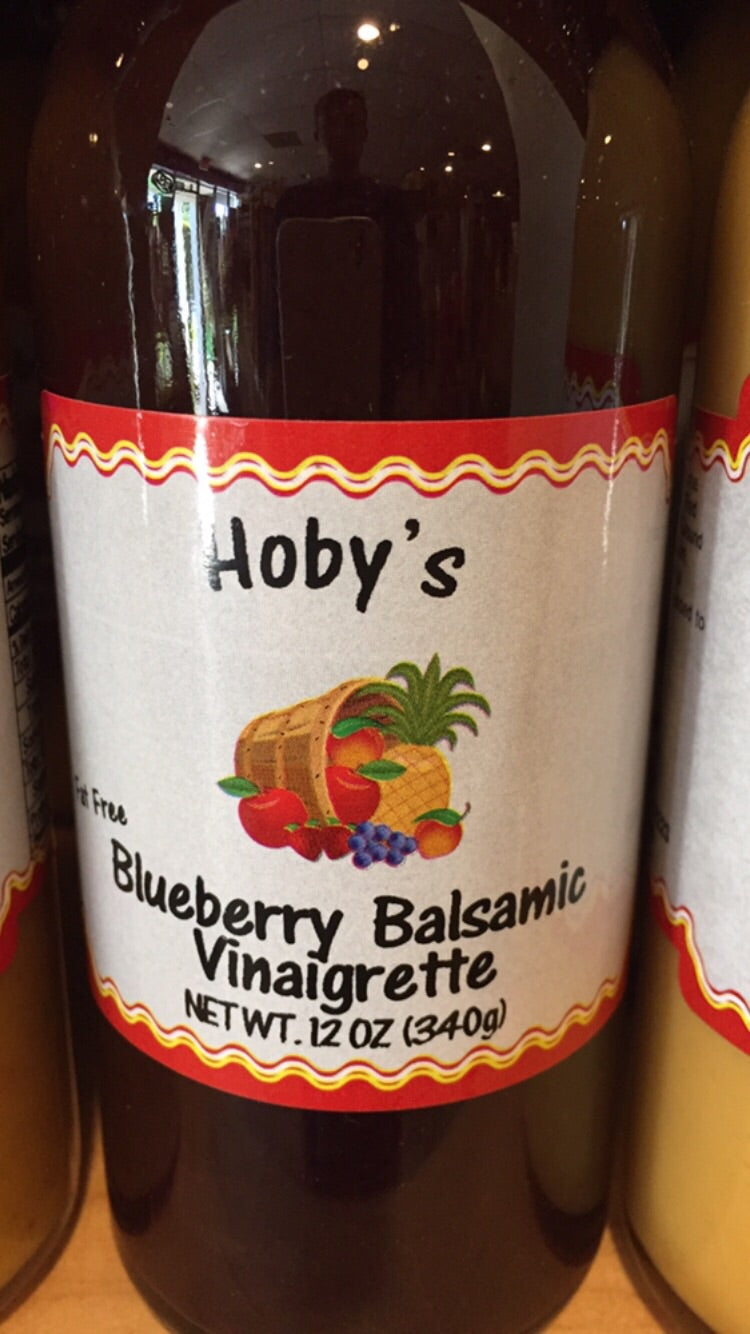 Hoby's
Fat Free
Blueberry Balsamic
Vinaigrette
NET WT. 12 OZ (340g)